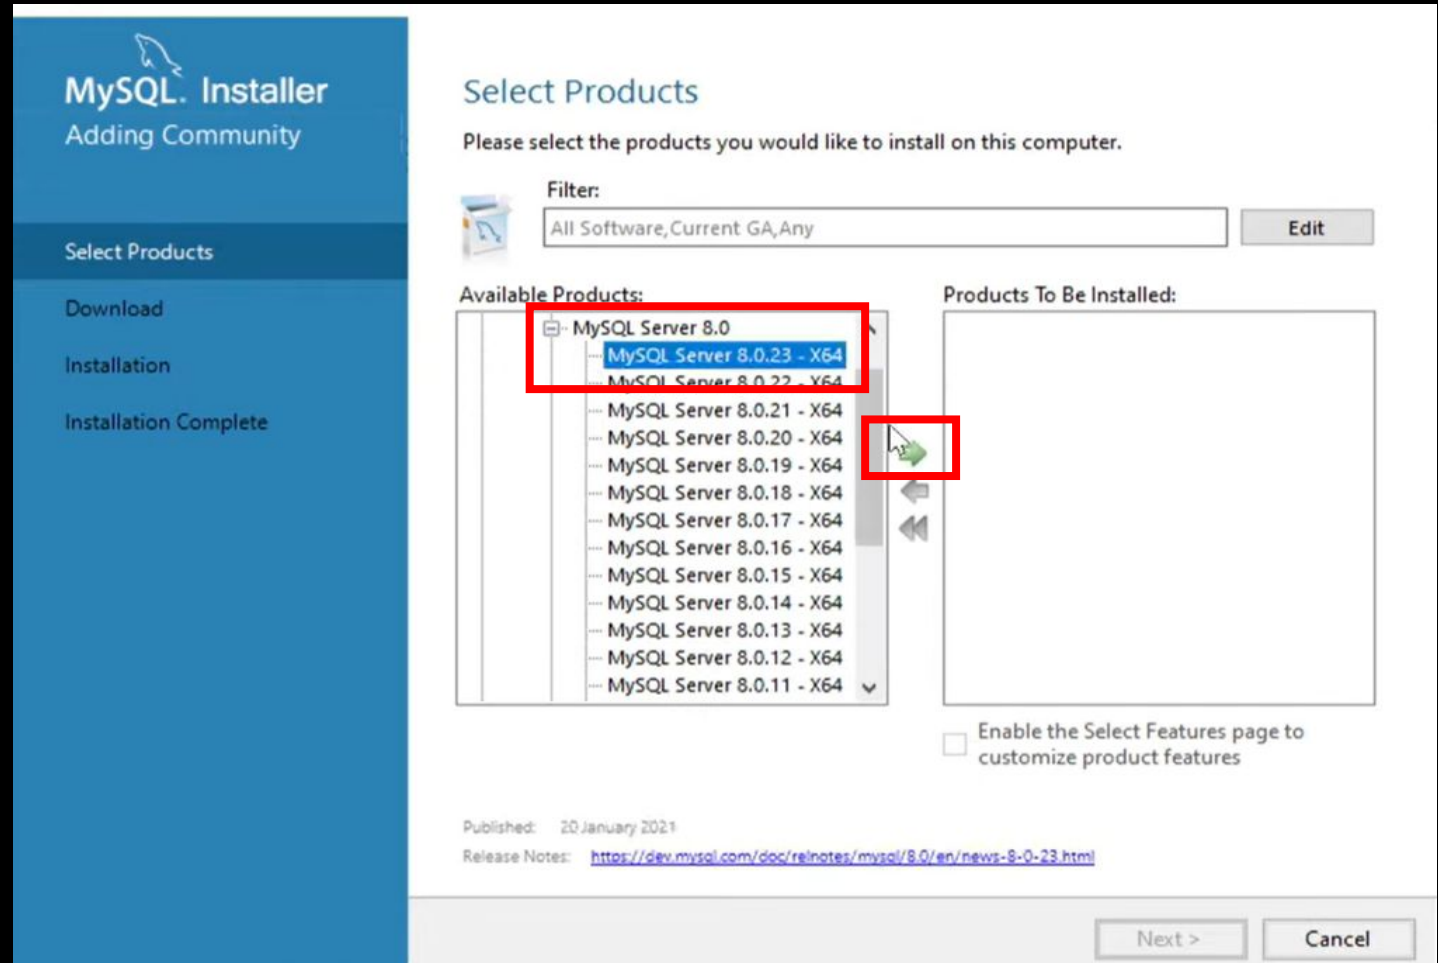 MySQL. Installer
Adding Community
Select Products
Download
Installation
Installation Complete
Select Products
Please select the products you would like to install on this computer.
Filter:
All Software,Current GA,Any
Edit
Available Products:
MySQL Server 8.0
MySQL Server 8.0.23 - X64
MySQL Server 8.0.22 - X64
MySQL Server 8.0.21 - X64
MySQL Server 8.0.20 - X64
MySQL Server 8.0.19 - X64
MySQL Server 8.0.18 - X64
MySQL Server 8.0.17 - X64
MySQL Server 8.0.16 - X64
MySQL Server 8.0.15 - X64
MySQL Server 8.0.14 - X64
MySQL Server 8.0.13 - X64
MySQL Server 8.0.12 - X64
MySQL Server 8.0.11 - X64
Products To Be Installed:
Enable the Select Features page to
customize product features
Published: 20 January 2021
Release Notes: https://dev.mysql.com/doc/relnotes/mysql/8.0/en/news-8-0-23.html
Next >
Cancel